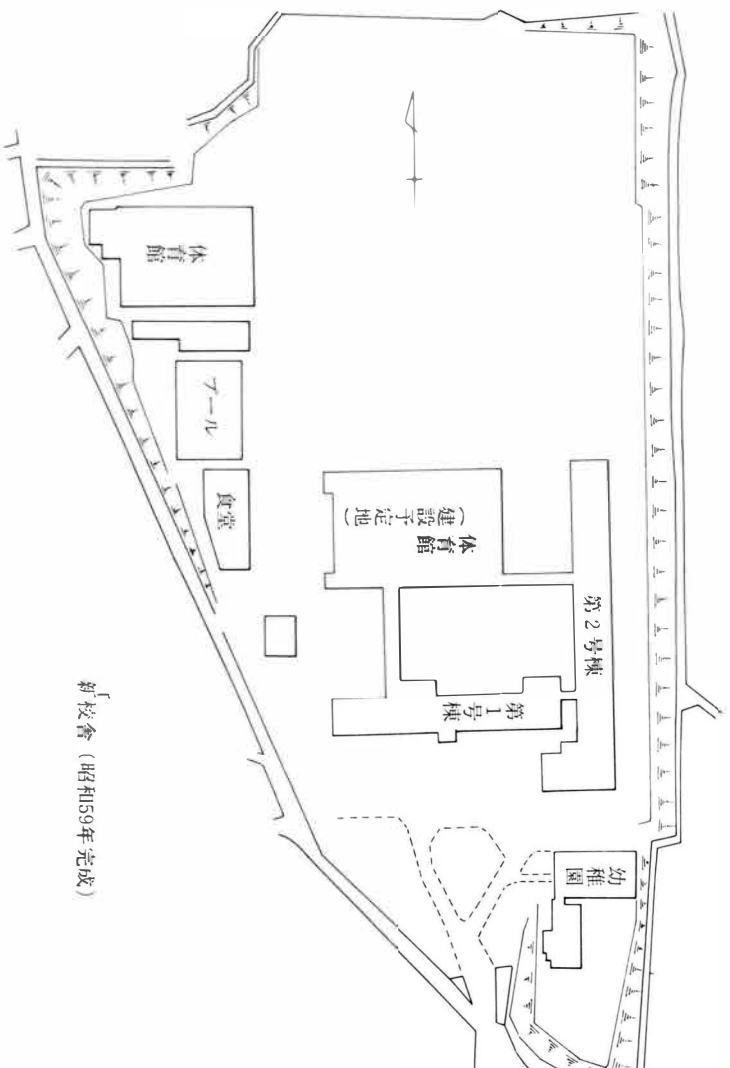 体育館
プール
食堂
体育館
(建設予定地)
第2号棟
第1号棟
幼稚園
「新校舎 (昭和59年完成)